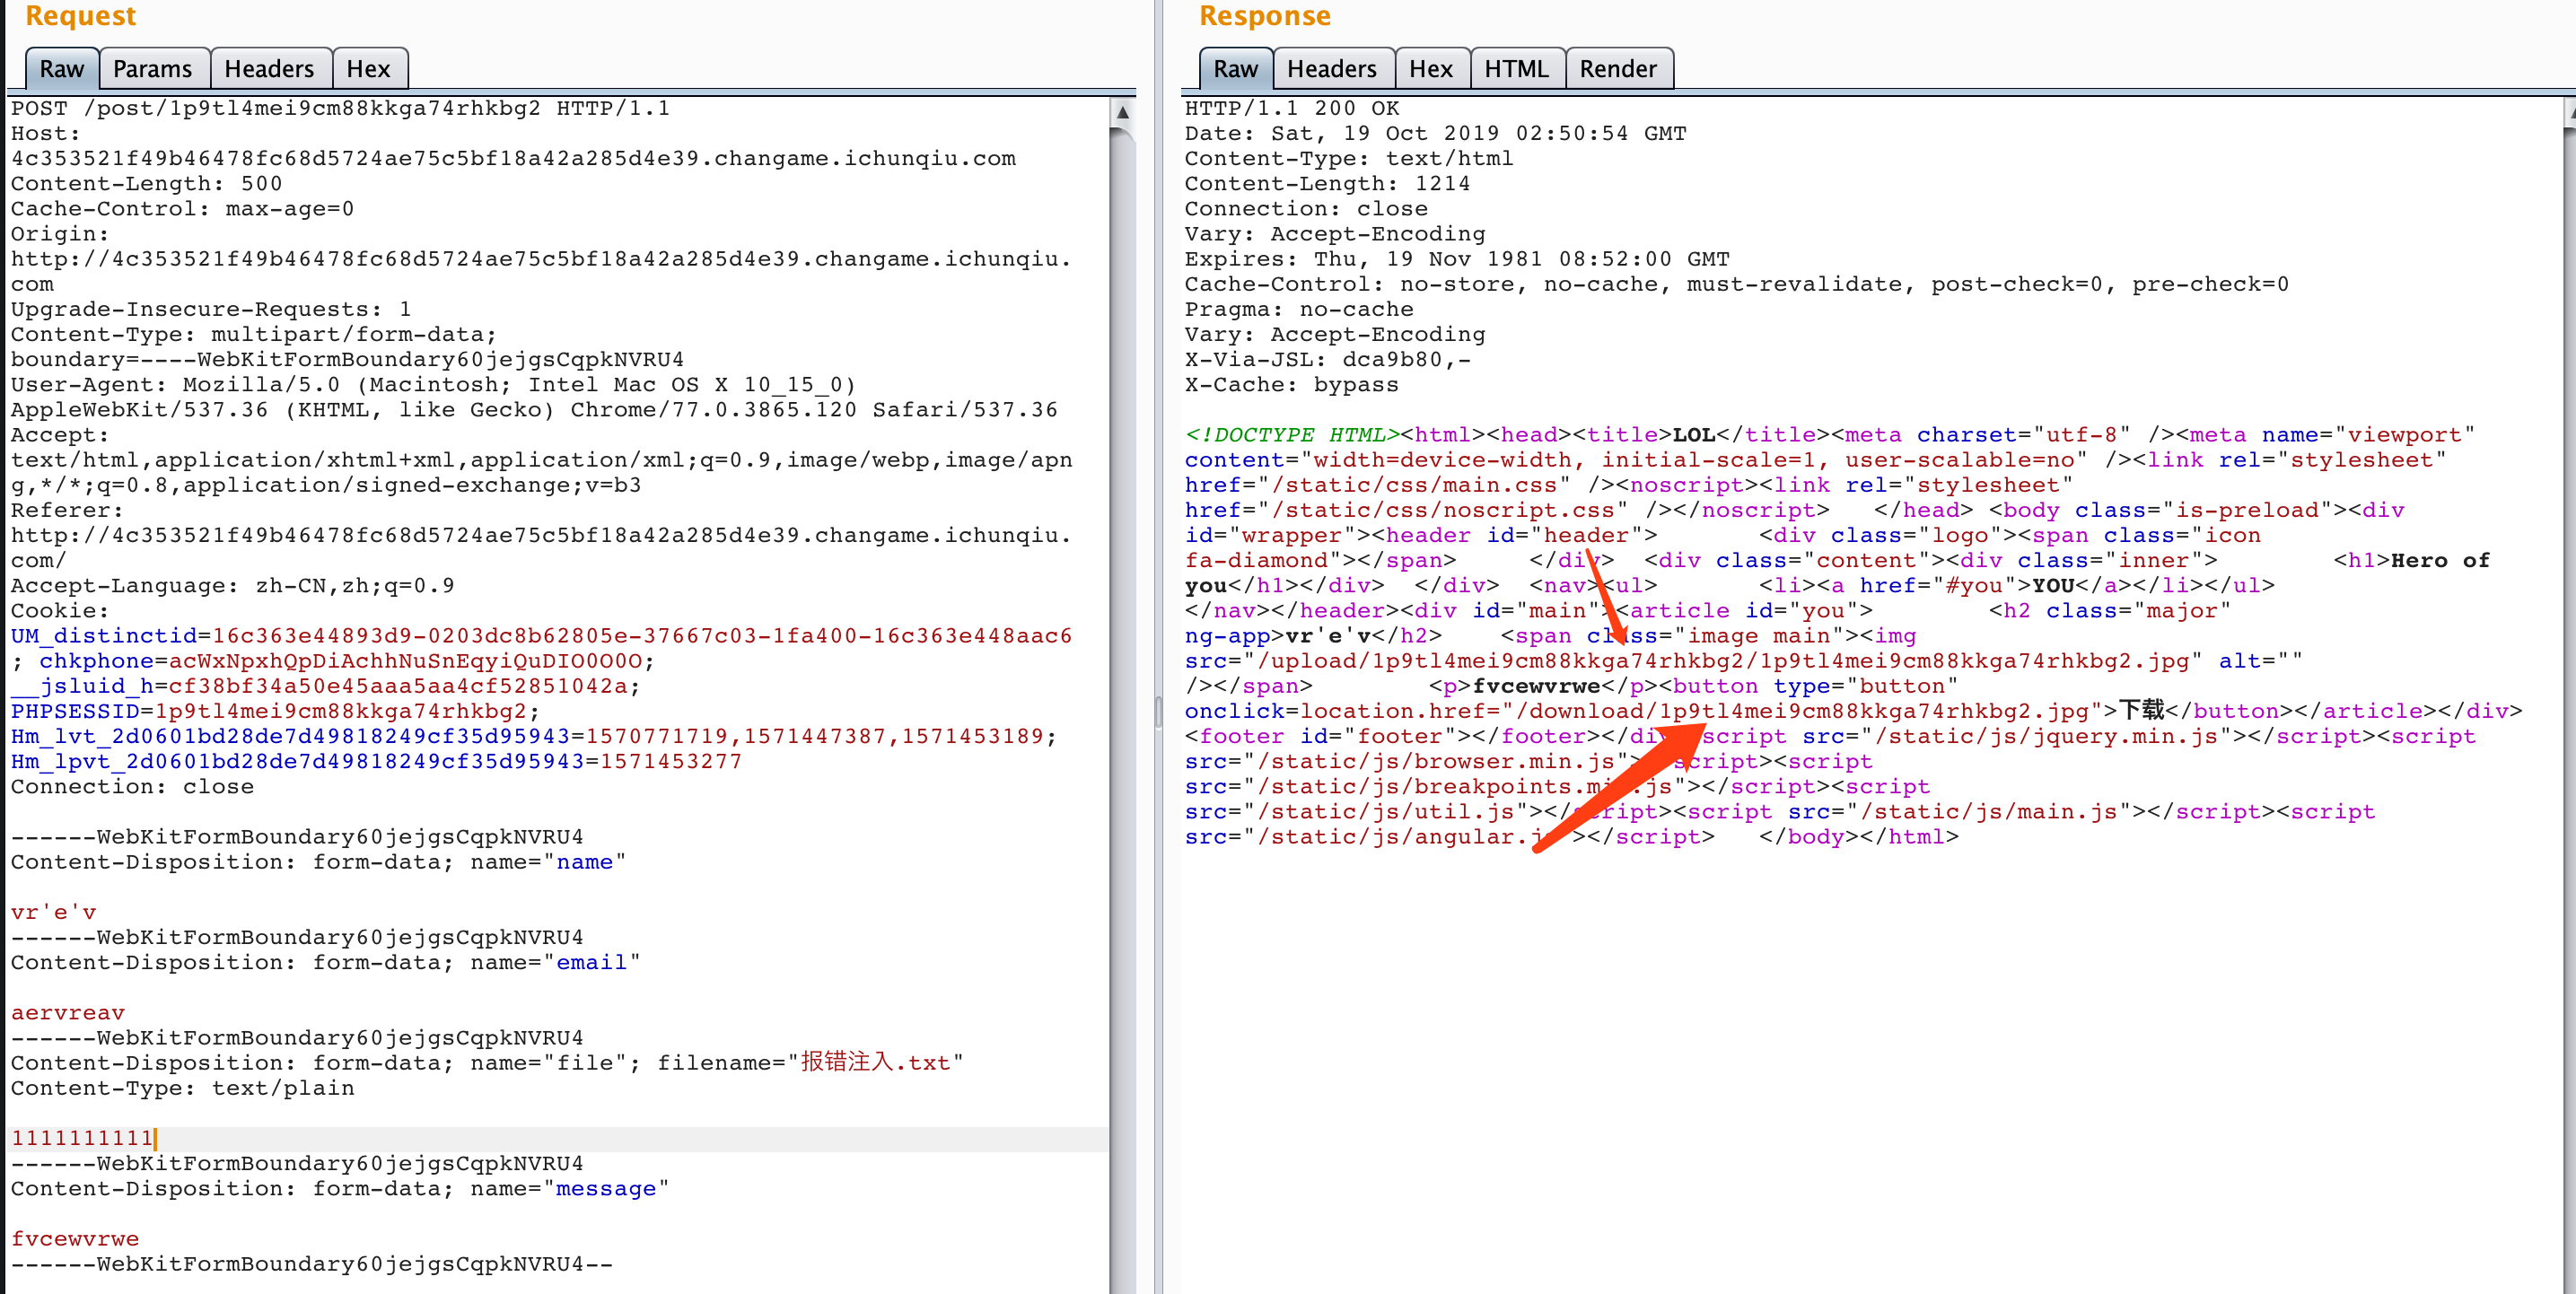 Request
Raw Params Headers Hex
POST /post/1p9tl4mei9cm88kkga74rhkbg2 HTTP/1.1
Host:
4c353521f49b46478fc68d5724ae75c5bf18a42a285d4e39.changame.ichunqiu.com
Content-Length: 500
Cache-Control: max-age=0
Origin:
http://4c353521f49b46478fc68d5724ae75c5bf18a42a285d4e39.changame.ichunqiu.
com
Upgrade-Insecure-Requests: 1
Content-Type: multipart/form-data;
boundary=----WebKitFormBoundary60jejgsCqpkNVRU4
User-Agent: Mozilla/5.0 (Macintosh; Intel Mac OS X 10_15_0)
AppleWebKit/537.36 (KHTML, like Gecko) Chrome/77.0.3865.120 Safari/537.36
Accept:
text/html,application/xhtml+xml,application/xml;q=0.9,image/webp,image/apn
g,*/*;q=0.8,application/signed-exchange;v=b3
Referer:
http://4c353521f49b46478fc68d5724ae75c5bf18a42a285d4e39.changame.ichunqiu.
com/
Accept-Language: zh-CN,zh;q=0.9
Cookie:
UM_distinctid=16c363e44893d9-0203dc8b62805e-37667c03-1fa400-16c363e448aac6
; chkphone=acWxNpxhQpDiAchhNuSnEqyiQuDIO0O0O;
__jsluid_h=cf38bf34a50e45aaa5aa4cf52851042a;
PHPSESSID=1p9tl4mei9cm88kkga74rhkbg2;
Hm_lvt_2d0601bd28de7d49818249cf35d95943=1570771719,1571447387,1571453189;
Hm_lpvt_2d0601bd28de7d49818249cf35d95943=1571453277
Connection: close
------WebKitFormBoundary60jejgsCqpkNVRU4
Content-Disposition: form-data; name="name"
vr'e'v
------WebKitFormBoundary60jejgsCqpkNVRU4
Content-Disposition: form-data; name="email"
aervreav
------WebKitFormBoundary60jejgsCqpkNVRU4
Content-Disposition: form-data; name="file"; filename="报错注入.txt"
Content-Type: text/plain
1111111111
------WebKitFormBoundary60jejgsCqpkNVRU4
Content-Disposition: form-data; name="message"
fvcewvrwe
------WebKitFormBoundary60jejgsCqpkNVRU4--
Response
Raw Headers Hex HTML Render
HTTP/1.1 200 OK
Date: Sat, 19 Oct 2019 02:50:54 GMT
Content-Type: text/html
Content-Length: 1214
Connection: close
Vary: Accept-Encoding
Expires: Thu, 19 Nov 1981 08:52:00 GMT
Cache-Control: no-store, no-cache, must-revalidate, post-check=0, pre-check=0
Pragma: no-cache
Vary: Accept-Encoding
X-Via-JSL: dca9b80,-
X-Cache: bypass
<!DOCTYPE HTML><html><head><title>LOL</title><meta charset="utf-8" /><meta name="viewport"
content="width=device-width, initial-scale=1, user-scalable=no" /><link rel="stylesheet"
href="/static/css/main.css" /><noscript><link rel="stylesheet"
href="/static/css/noscript.css" /></noscript> </head> <body class="is-preload"><div
id="wrapper"><header id="header"> <div class="logo"><span class="icon
fa-diamond"></span> </div> <div class="content"><div class="inner"> <h1>Hero of
you</h1></div> </div> <nav><ul> <li><a href="#you">YOU</a></li></ul>
</nav></header><div id="main"><article id="you"> <h2 class="major"
ng-app>vr'e'v</h2> <span class="image main"><img
src="/upload/1p9tl4mei9cm88kkga74rhkbg2/1p9tl4mei9cm88kkga74rhkbg2.jpg" alt=""
/></span> <p>fvcewvrwe</p><button type="button"
onclick=location.href="/download/1p9tl4mei9cm88kkga74rhkbg2.jpg">下载</button></article></div>
<footer id="footer"></footer></div><script src="/static/js/jquery.min.js"></script><script
src="/static/js/browser.min.js"></script><script
src="/static/js/breakpoints.min.js"></script><script
src="/static/js/util.js"></script><script src="/static/js/main.js"></script><script
src="/static/js/angular.js"></script> </body></html>